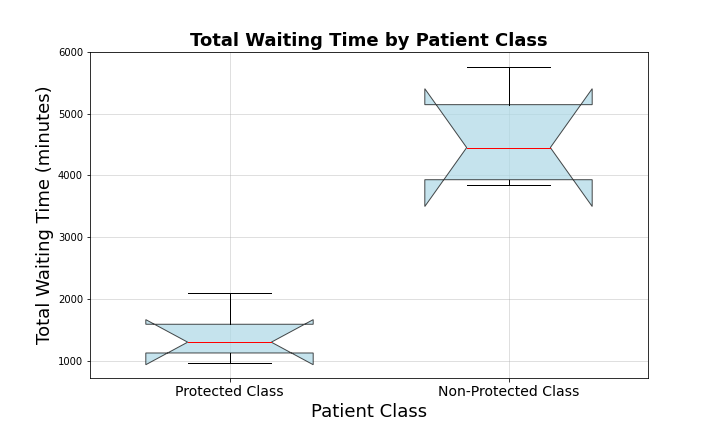 Total Waiting Time by Patient Class
Total Waiting Time (minutes)
6000
5000
4000
3000
2000
1000
Protected Class
Non-Protected Class
Patient Class